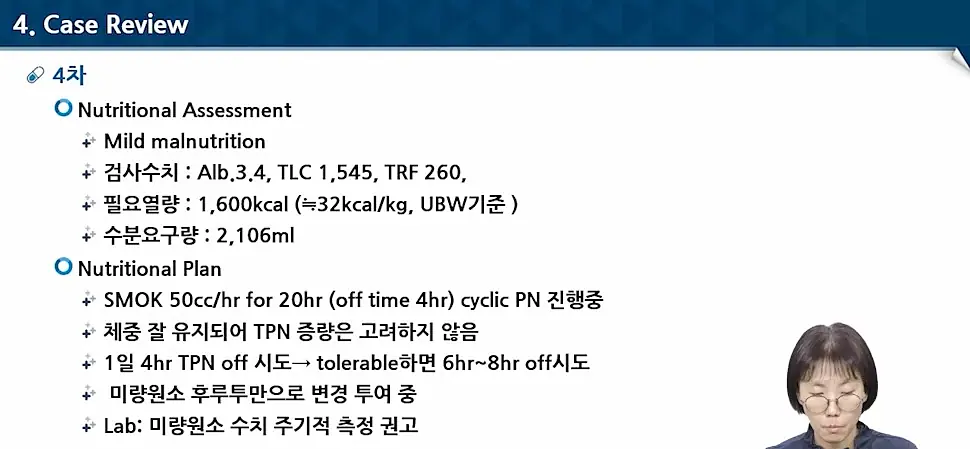 4. Case Review
4차
Nutritional Assessment
Mild malnutrition
검사수치 : Alb.3.4, TLC 1,545, TRF 260,
필요열량 : 1,600kcal (≒32kcal/kg, UBW기준 )
수분요구량 : 2,106ml
Nutritional Plan
SMOK 50cc/hr for 20hr (off time 4hr) cyclic PN 진행중
체중 잘 유지되어 TPN 증량은 고려하지 않음
1일 4hr TPN off 시도→ tolerable하면 6hr~8hr off시도
미량원소 후루투만으로 변경 투여 중
Lab: 미량원소 수치 주기적 측정 권고